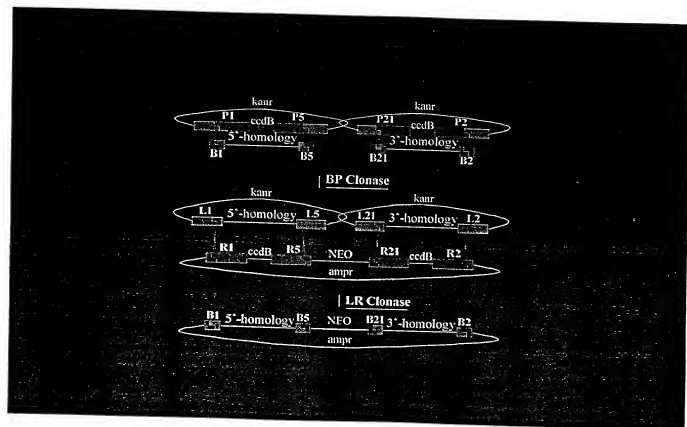 kanr kanr
P1 ccdB P5 P21 ccdB P2
5'-homology 3'-homology
B1 B5 B21 B2
BP Clonase
kanr kanr
L1 5'-homology L5 L21 3'-homology L2
R1 ccdB R5 NEO R21 ccdB R2
ampr
LR Clonase
B1 5'-homology B5 NEO B21 3'-homology B2
ampr